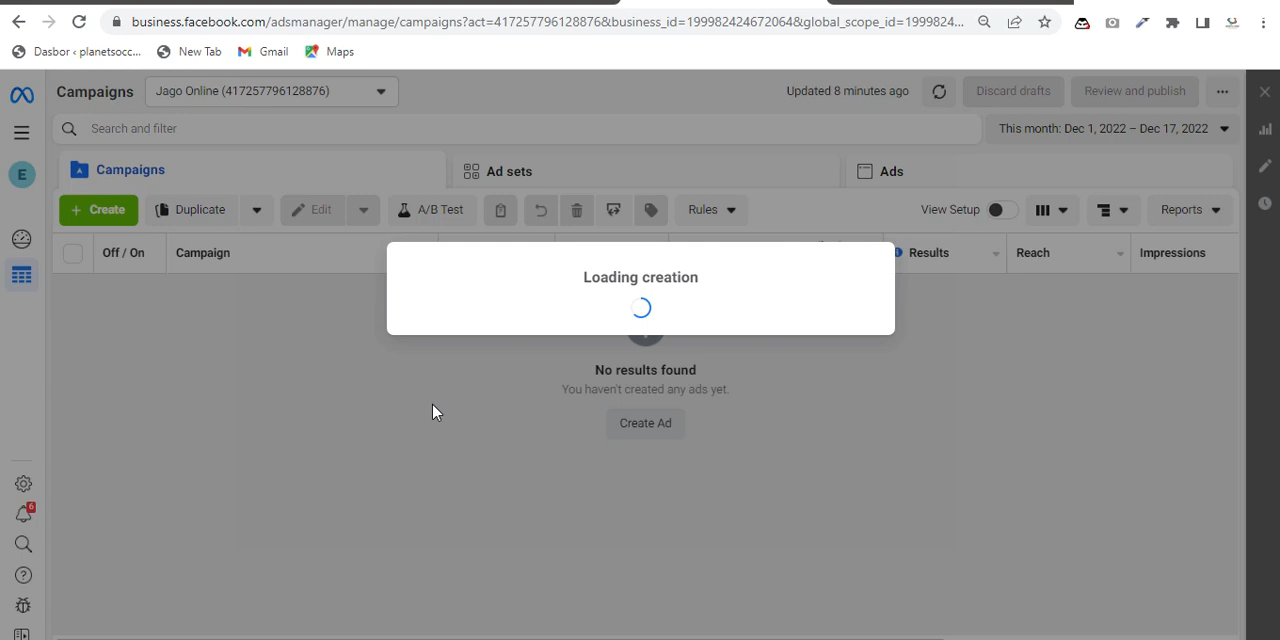 business.facebook.com/adsmanager/manage/campaigns?act=417257796128876&business_id=1999824246720​64&global_scope_id=1999824...
Dasbor ‹ planetsocc...
New Tab
Gmail
Maps
Campaigns
Jago Online (417257796128876)
Updated 8 minutes ago
Discard drafts
Review and publish
Search and filter
This month: Dec 1, 2022 – Dec 17, 2022
E
Campaigns
Ad sets
Ads
+ Create
Duplicate
Edit
A/B Test
Rules
View Setup
Reports
Off / On
Campaign
Results
Reach
Impressions
Loading creation
No results found
You haven't created any ads yet.
Create Ad
6